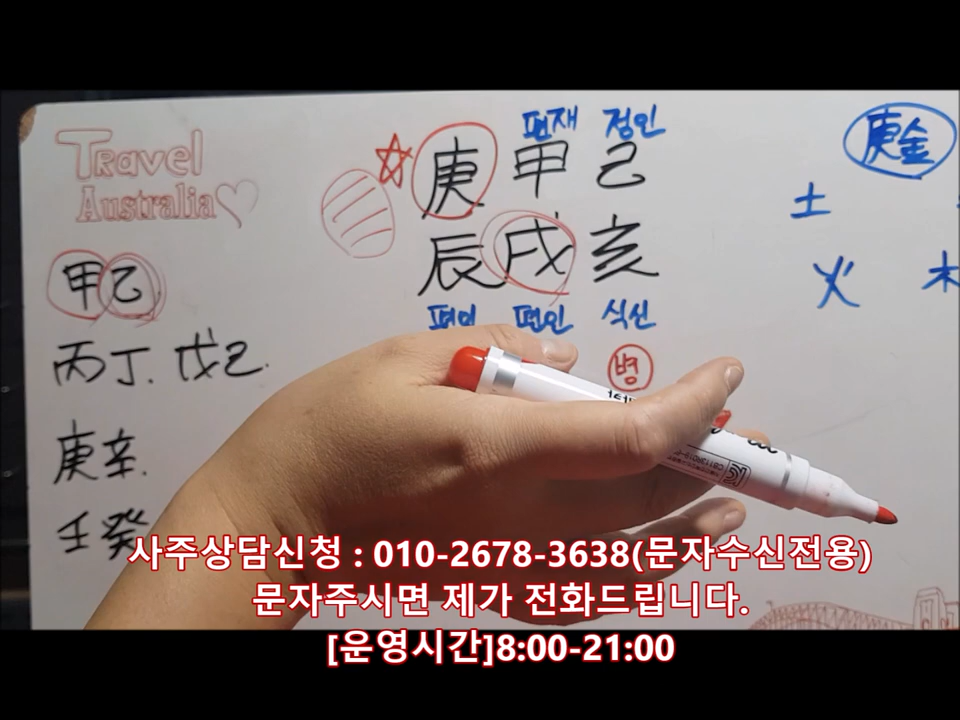 Travel
Australia
편재 정인
庚 甲 己
辰 戌 亥
편인 편인 식신
병
庚金
土
火 木
甲己
丙丁. 戊己.
庚辛.
壬癸
사주상담신청 : 010-2678-3638(문자수신전용)
문자주시면 제가 전화드립니다.
[운영시간]8:00-21:00